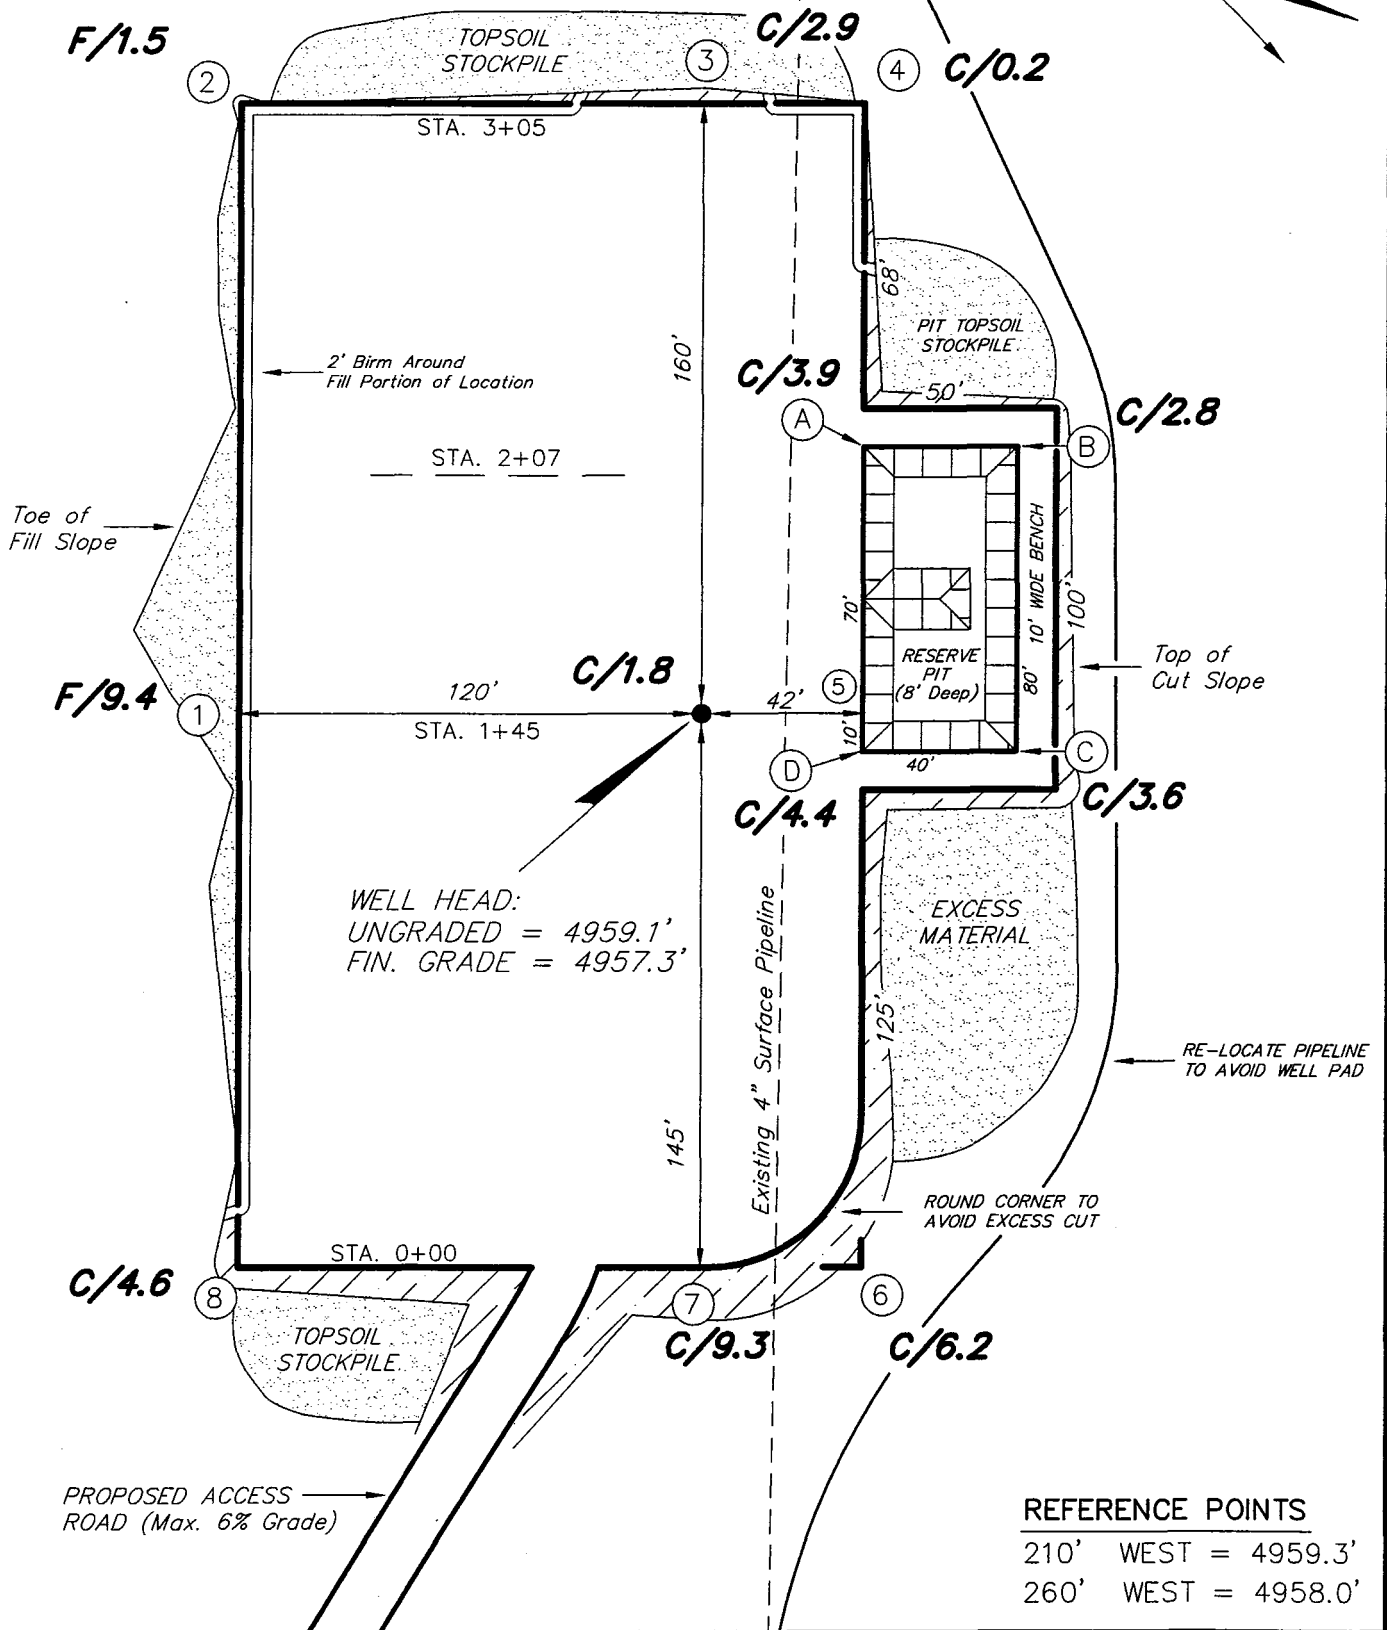 F/1.5
TOPSOIL
STOCKPILE
C/2.9
2
3
4
C/0.2
STA. 3+05
68'
PIT TOPSOIL
STOCKPILE
2' Birm Around
Fill Portion of Location
160'
C/3.9
50'
C/2.8
A
B
STA. 2+07
Toe of
Fill Slope
10' WIDE BENCH
100'
70'
RESERVE
PIT
(8' Deep)
80'
Top of
Cut Slope
C/1.8
5
F/9.4
1
120'
42'
STA. 1+45
10'
40'
D
C
C/4.4
C/3.6
WELL HEAD:
UNGRADED = 4959.1'
FIN. GRADE = 4957.3'
EXCESS
MATERIAL
Existing 4" Surface Pipeline
125'
RE-LOCATE PIPELINE
TO AVOID WELL PAD
145'
ROUND CORNER TO
AVOID EXCESS CUT
STA. 0+00
C/4.6
8
7
6
TOPSOIL
STOCKPILE
C/9.3
C/6.2
PROPOSED ACCESS
ROAD (Max. 6% Grade)
REFERENCE POINTS
210' WEST = 4959.3'
260' WEST = 4958.0'